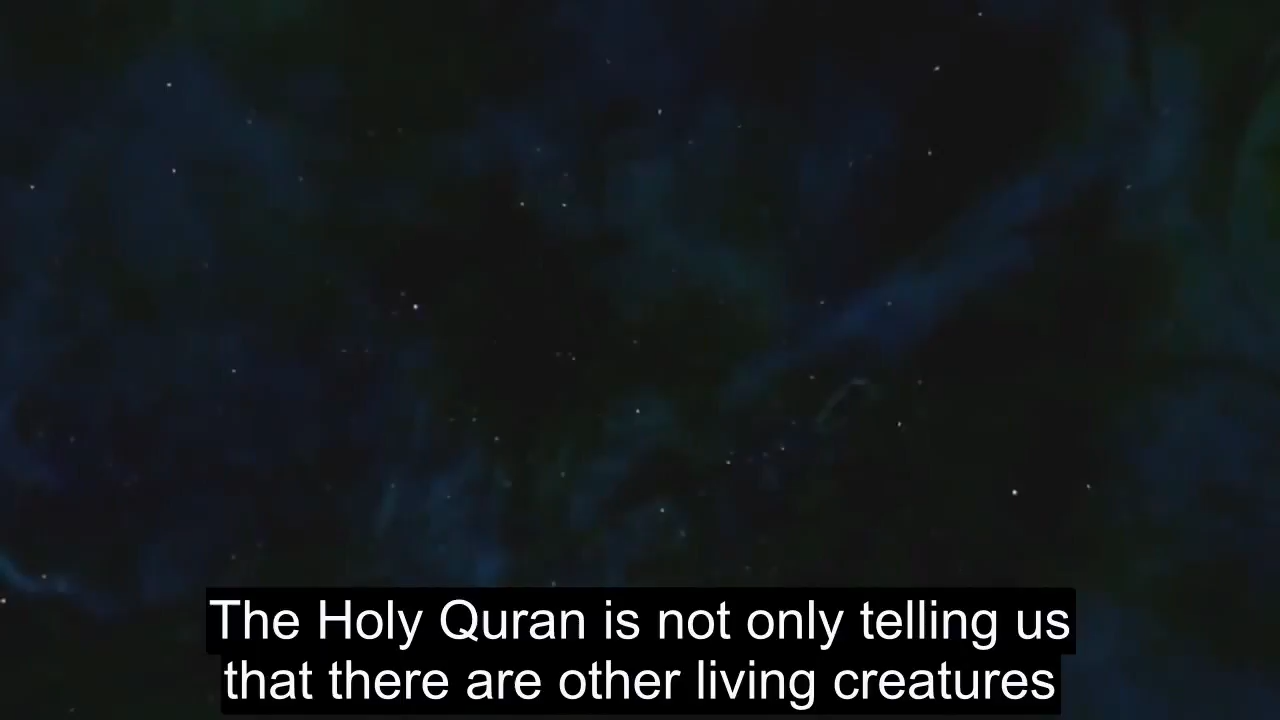 The Holy Quran is not only telling us
that there are other living creatures